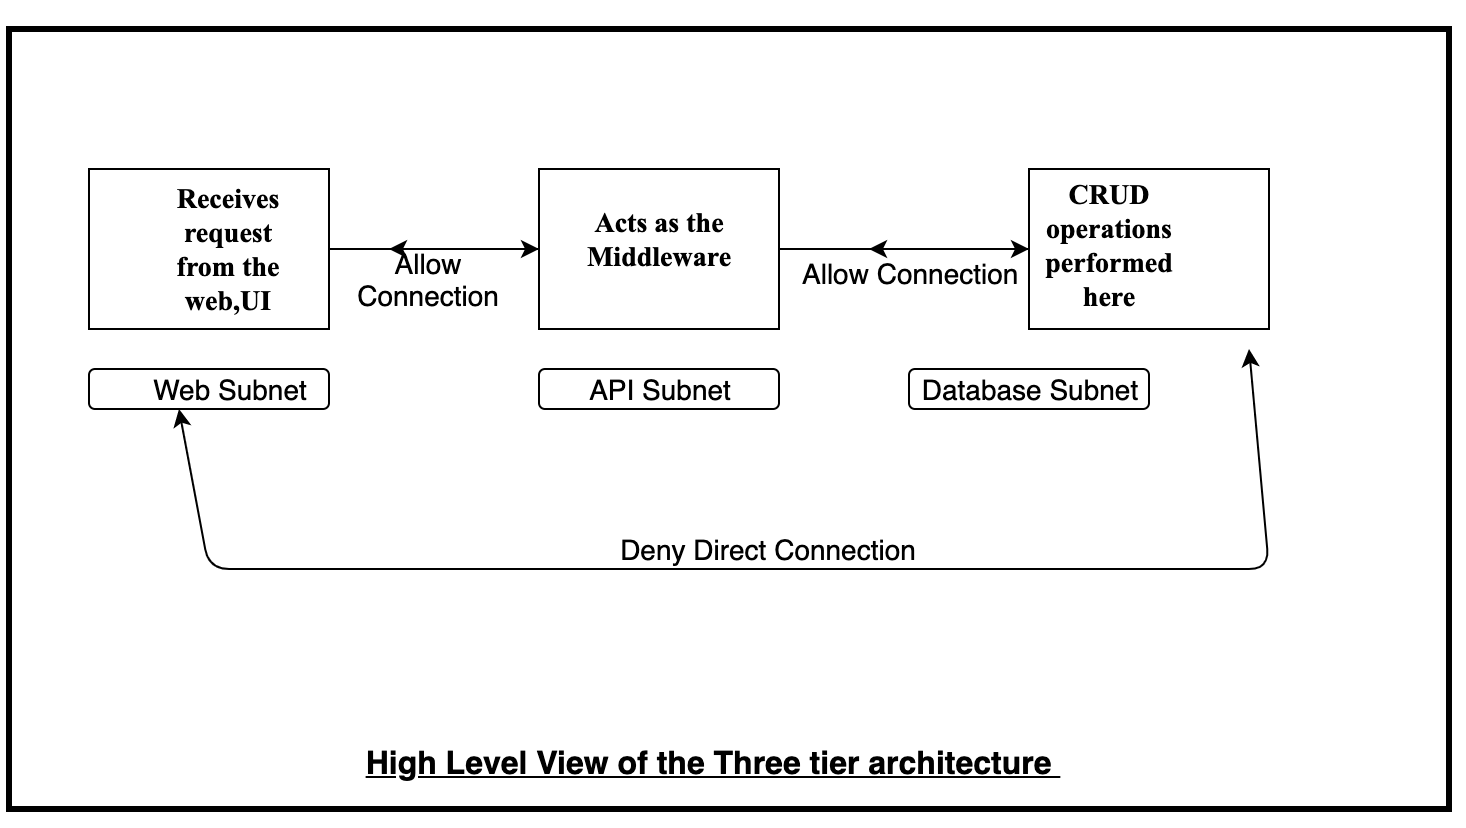 Receives
request
from the
web,UI
Allow
Connection
Acts as the
Middleware
Allow Connection
CRUD
operations
performed
here
Web Subnet
API Subnet
Database Subnet
Deny Direct Connection
High Level View of the Three tier architecture